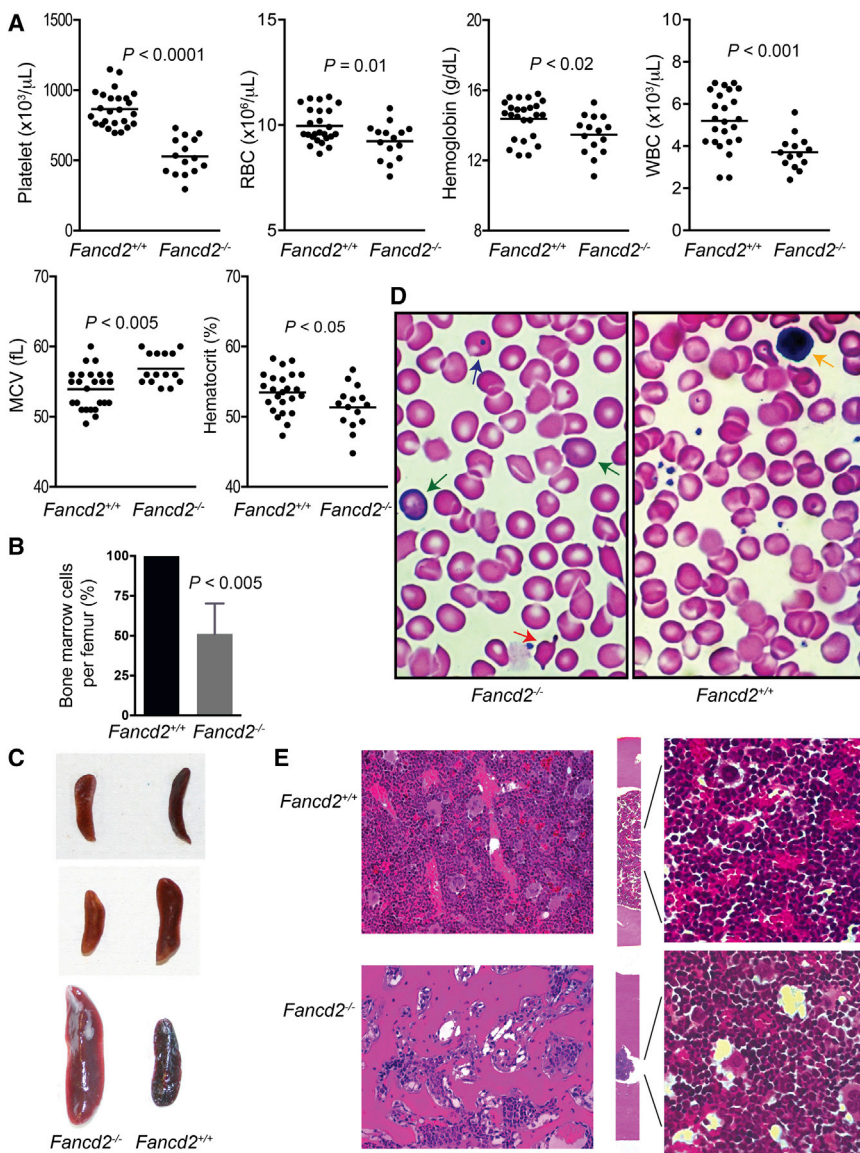 A
Platelet (x10³/μL)
1500
1000
500
0
P < 0.0001
Fancd2+/+ Fancd2-/-
RBC (x10⁶/μL)
15
10
5
P = 0.01
Fancd2+/+ Fancd2-/-
Hemoglobin (g/dL)
20
16
12
8
P < 0.02
Fancd2+/+ Fancd2-/-
WBC (x10³/μL)
10
8
6
4
2
0
P < 0.001
Fancd2+/+ Fancd2-/-
MCV (fL)
70
60
50
40
P < 0.005
Fancd2+/+ Fancd2-/-
Hematocrit (%)
70
60
50
40
P < 0.05
Fancd2+/+ Fancd2-/-
B
Bone marrow cells
per femur (%)
100
75
50
25
0
P < 0.005
Fancd2+/+ Fancd2-/-
C
Fancd2-/- Fancd2+/+
D
Fancd2-/- Fancd2+/+
E
Fancd2+/+
Fancd2-/-